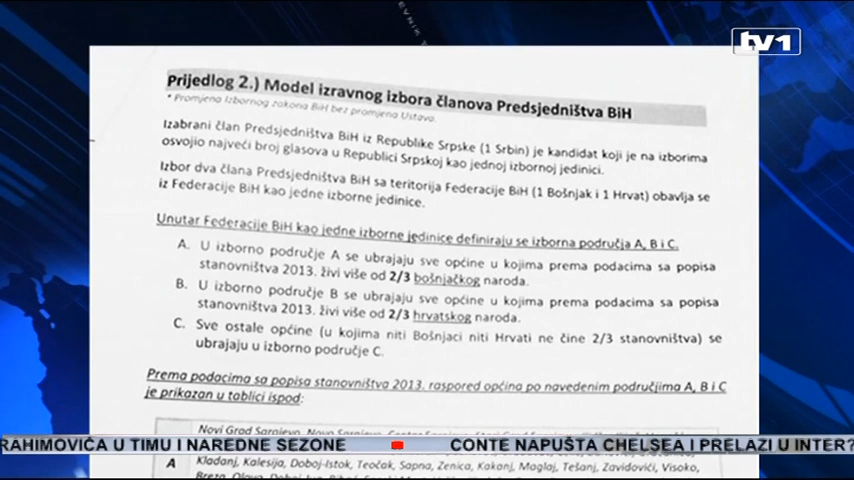 EVNIK T
tv1
Prijedlog 2.) Model izravnog izbora članova Predsjedništva BiH
* Promjena Izbornog zakona BiH bez promjena Ustava.
Izabrani član Predsjedništva BiH iz Republike Srpske (1 Srbin) je kandidat koji je na izborima
osvojio najveći broj glasova u Republici Srpskoj kao jednoj izbornoj jedinici.
Izbor dva člana Predsjedništva BiH sa teritorija Federacije BiH (1 Bošnjak i 1 Hrvat) obavlja se
iz Federacije BiH kao jedne izborne jedinice.
Unutar Federacije BiH kao jedne izborne jedinice definiraju se izborna područja A, B i C.
A. U izborno područje A se ubrajaju sve općine u kojima prema podacima sa popisa
stanovništva 2013. živi više od 2/3 bošnjačkog naroda.
B. U izborno područje B se ubrajaju sve općine u kojima prema podacima sa popisa
stanovništva 2013. živi više od 2/3 hrvatskog naroda.
C. Sve ostale općine (u kojima niti Bošnjaci niti Hrvati ne čine 2/3 stanovništva) se
ubrajaju u izborno područje C.
Prema podacima sa popisa stanovništva 2013. raspored općina po navedenim područjima A, B i C
je prikazan u tablici ispod:
Novi Grad Sarajevo, Novo Sarajevo,
RAHIMOVIĆA U TIMU I NAREDNE SEZONE CONTE NAPUŠTA CHELSEA I PRELAZI U INTER?
A Kladanj, Kalesija, Doboj-Istok, Teočak, Sapna, Zenica, Kakanj, Maglaj, Tešanj, Zavidovići, Visoko,